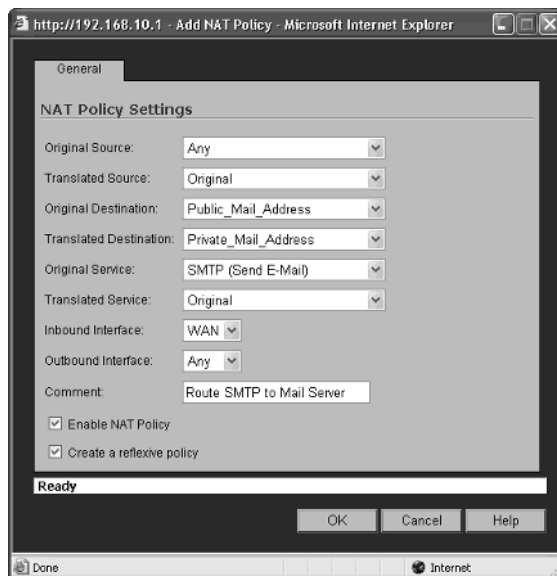 http://192.168.10.1 - Add NAT Policy - Microsoft Internet Explorer
General
NAT Policy Settings
Original Source: Any
Translated Source: Original
Original Destination: Public_Mail_Address
Translated Destination: Private_Mail_Address
Original Service: SMTP (Send E-Mail)
Translated Service: Original
Inbound Interface: WAN
Outbound Interface: Any
Comment: Route SMTP to Mail Server
Enable NAT Policy
Create a reflexive policy
Ready
OK Cancel Help
Done Internet